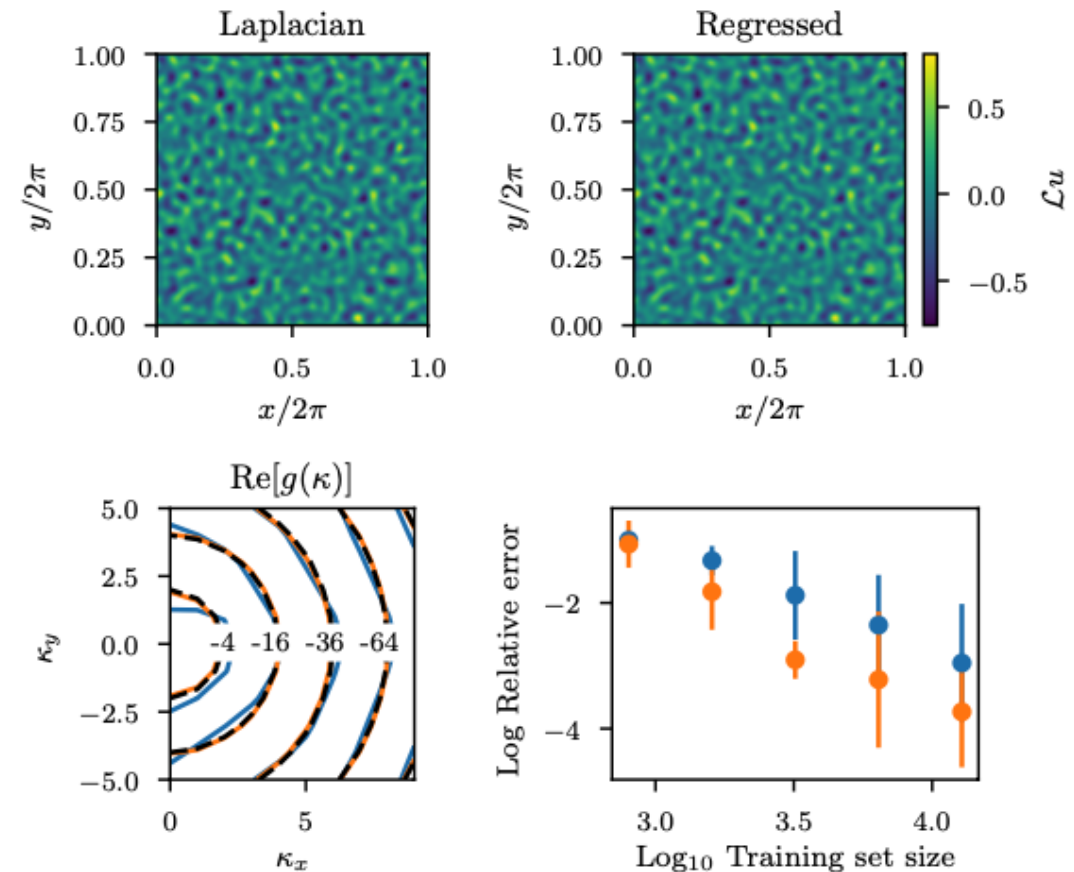 Laplacian
1.00
0.75
0.50
0.25
0.00
y/2π
0.0 0.5 1.0
x/2π
Regressed
1.00
0.75
0.50
0.25
0.00
y/2π
0.0 0.5 1.0
x/2π
0.5
0.0
−0.5
ℒu
Re[g(κ)]
5.0
2.5
0.0
−2.5
−5.0
κ_y
-4 -16 -36 -64
0 5
κ_x
Log Relative error
−2
−4
3.0 3.5 4.0
Log₁₀ Training set size